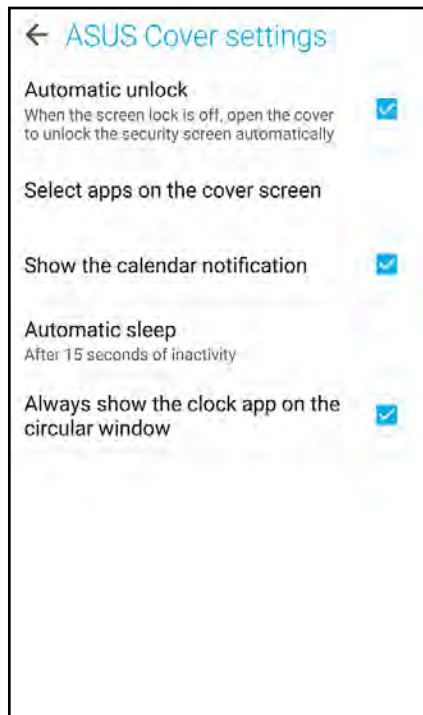 ASUS Cover settings
Automatic unlock
When the screen lock is off, open the cover
to unlock the security screen automatically
Select apps on the cover screen
Show the calendar notification
Automatic sleep
After 15 seconds of inactivity
Always show the clock app on the
circular window